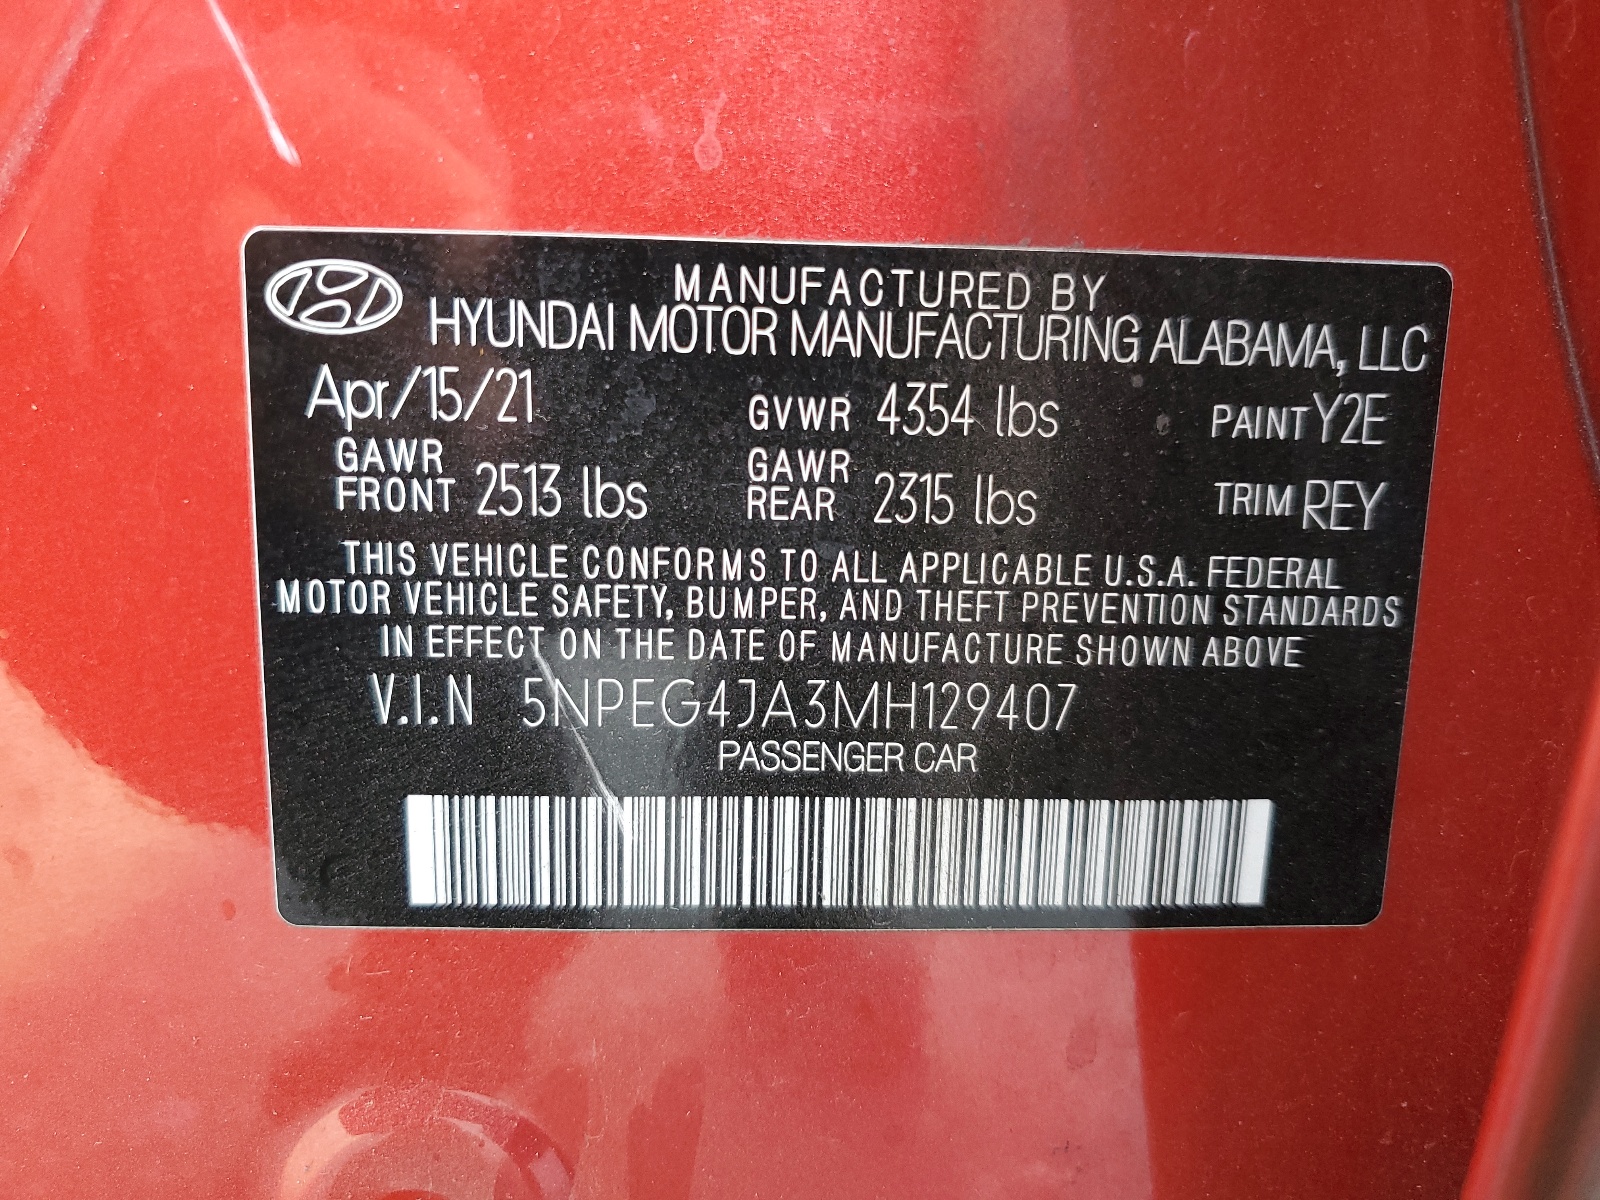 MANUFACTURED BY
HYUNDAI MOTOR MANUFACTURING ALABAMA, LLC
Apr/15/21 GVWR 4354 lbs PAINT Y2E
GAWR FRONT 2513 lbs GAWR REAR 2315 lbs TRIM REY
THIS VEHICLE CONFORMS TO ALL APPLICABLE U.S.A. FEDERAL
MOTOR VEHICLE SAFETY, BUMPER, AND THEFT PREVENTION STANDARDS
IN EFFECT ON THE DATE OF MANUFACTURE SHOWN ABOVE
V.I.N 5NPEG4JA3MH129407
PASSENGER CAR